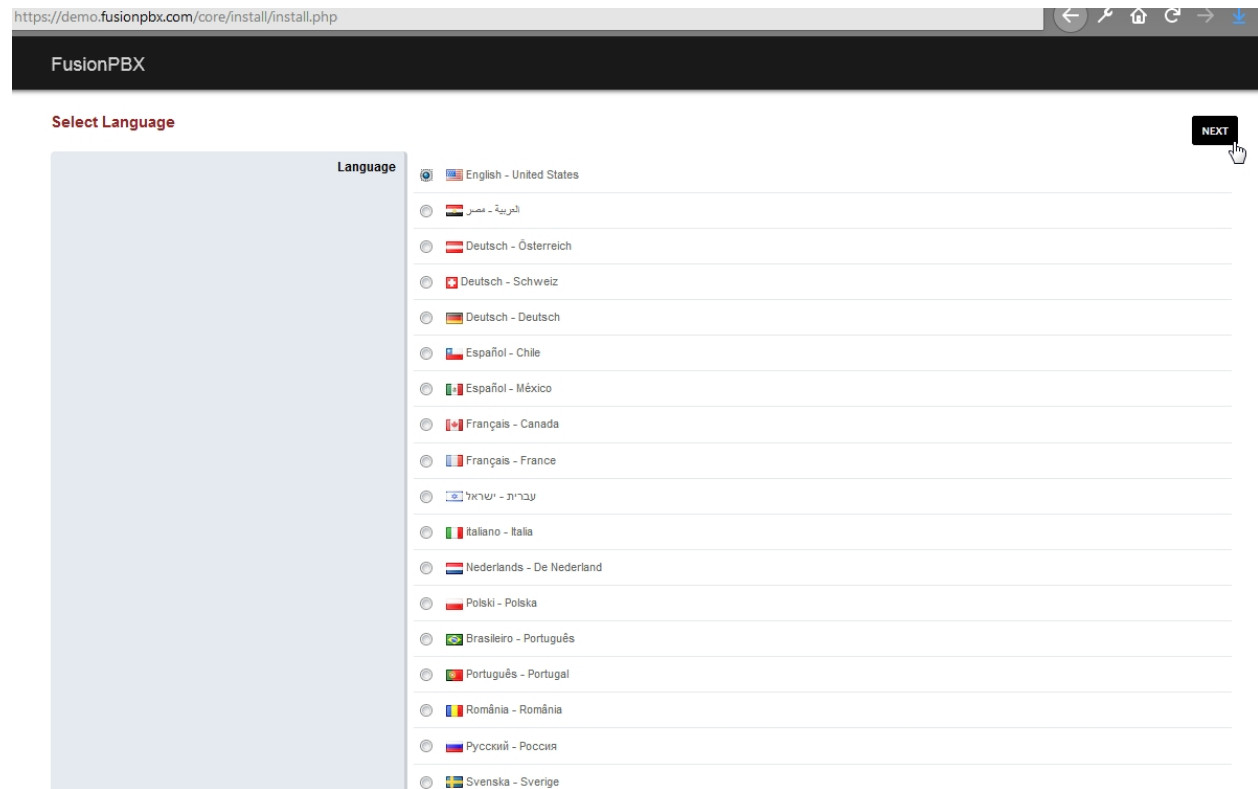 https://demo.fusionpbx.com/core/install/install.php
FusionPBX
Select Language
NEXT
Language
English - United States
العربية - مصر
Deutsch - Österreich
Deutsch - Schweiz
Deutsch - Deutsch
Español - Chile
Español - México
Français - Canada
Français - France
עברית - ישראל
italiano - Italia
Nederlands - De Nederland
Polski - Polska
Brasileiro - Português
Português - Portugal
România - România
Русский - Россия
Svenska - Sverige